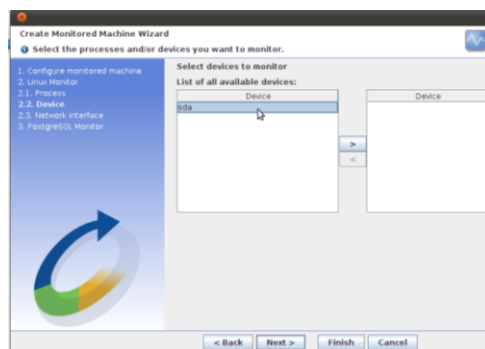 Create Monitored Machine Wizard
Select the processes and/or devices you want to monitor.
1. Configure monitored machine
2. Linux Monitor
2.1. Process
2.2. Device
2.3. Network interface
3. PostgreSQL Monitor
Select devices to monitor
List of all available devices:
Device
sda
>
<
Device
< Back
Next >
Finish
Cancel